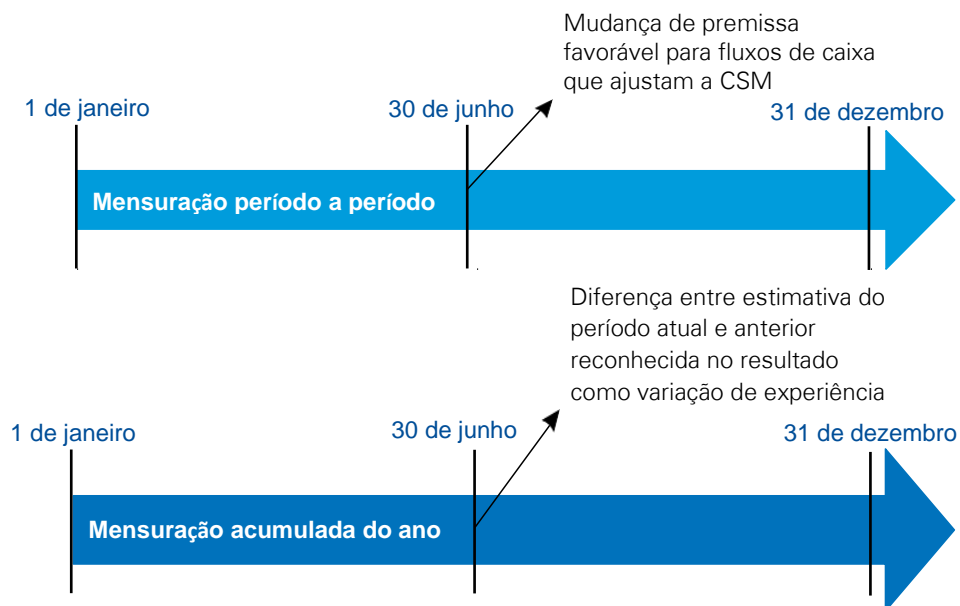 Mudança de premissa
favorável para fluxos de caixa
que ajustam a CSM
1 de janeiro
30 de junho
31 de dezembro
Mensuração período a período
Diferença entre estimativa do
período atual e anterior
reconhecida no resultado
como variação de experiência
1 de janeiro
30 de junho
31 de dezembro
Mensuração acumulada do ano